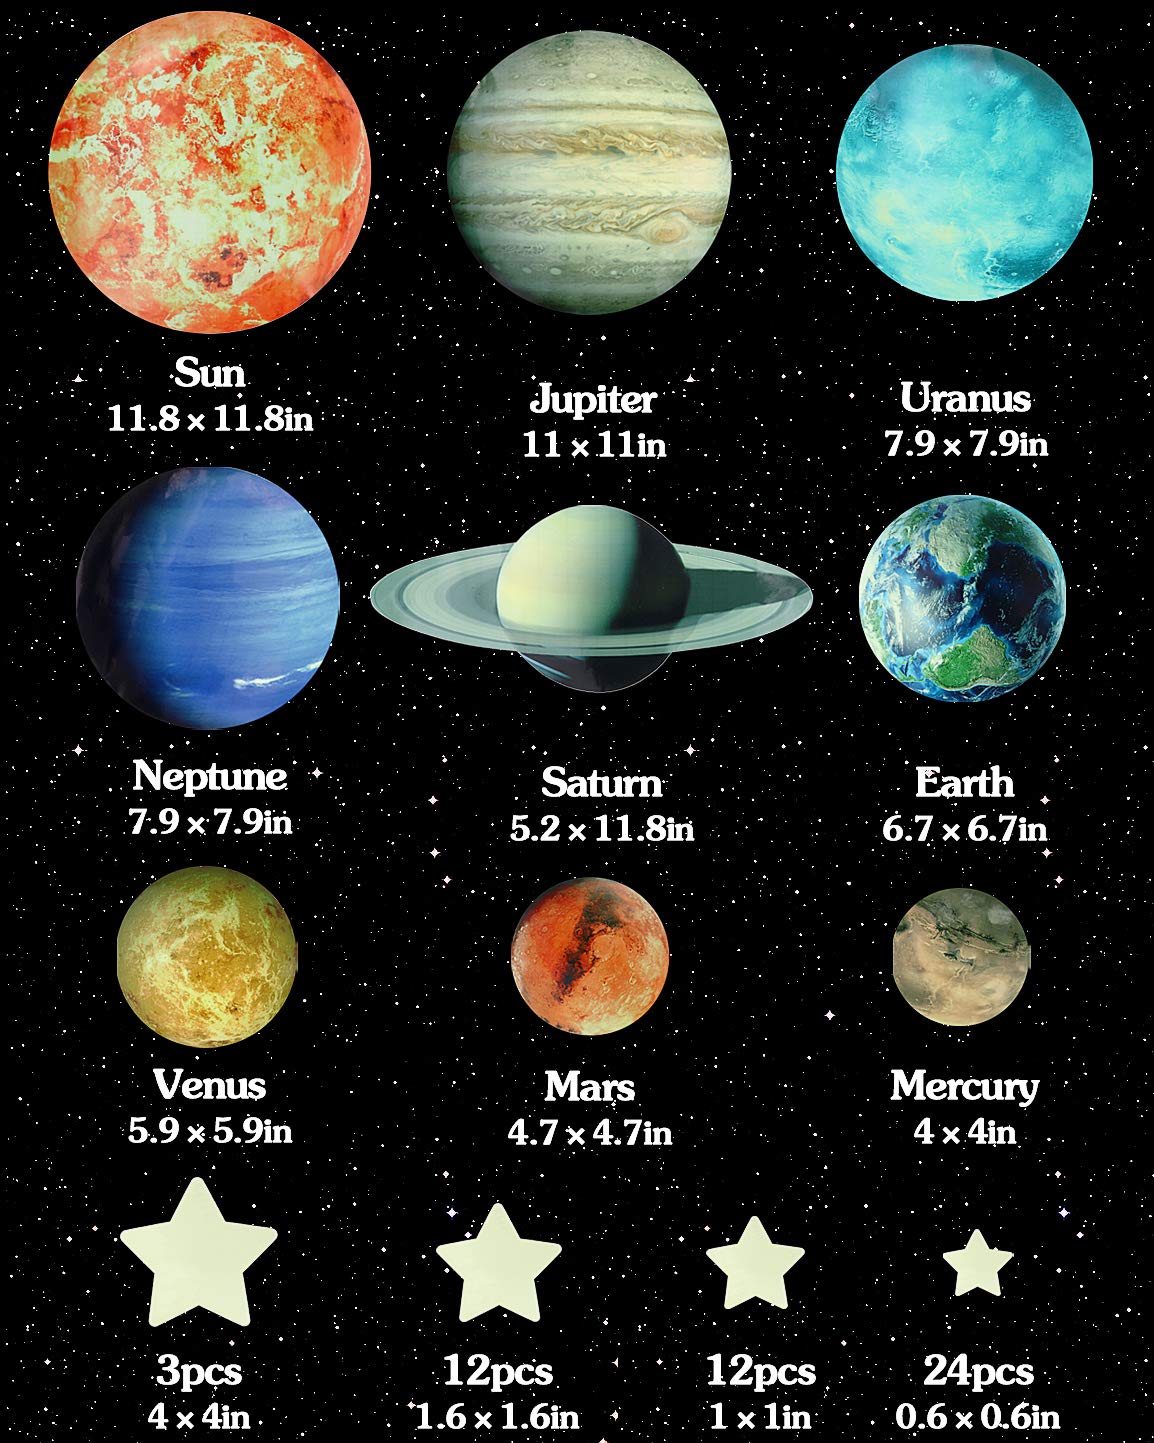 Sun
11.8 × 11.8in
Jupiter
11 × 11in
Uranus
7.9 × 7.9in
Neptune
7.9 × 7.9in
Saturn
5.2 × 11.8in
Earth
6.7 × 6.7in
Venus
5.9 × 5.9in
Mars
4.7 × 4.7in
Mercury
4 × 4in
3pcs
4 × 4in
12pcs
1.6 × 1.6in
12pcs
1 × 1in
24pcs
0.6 × 0.6in